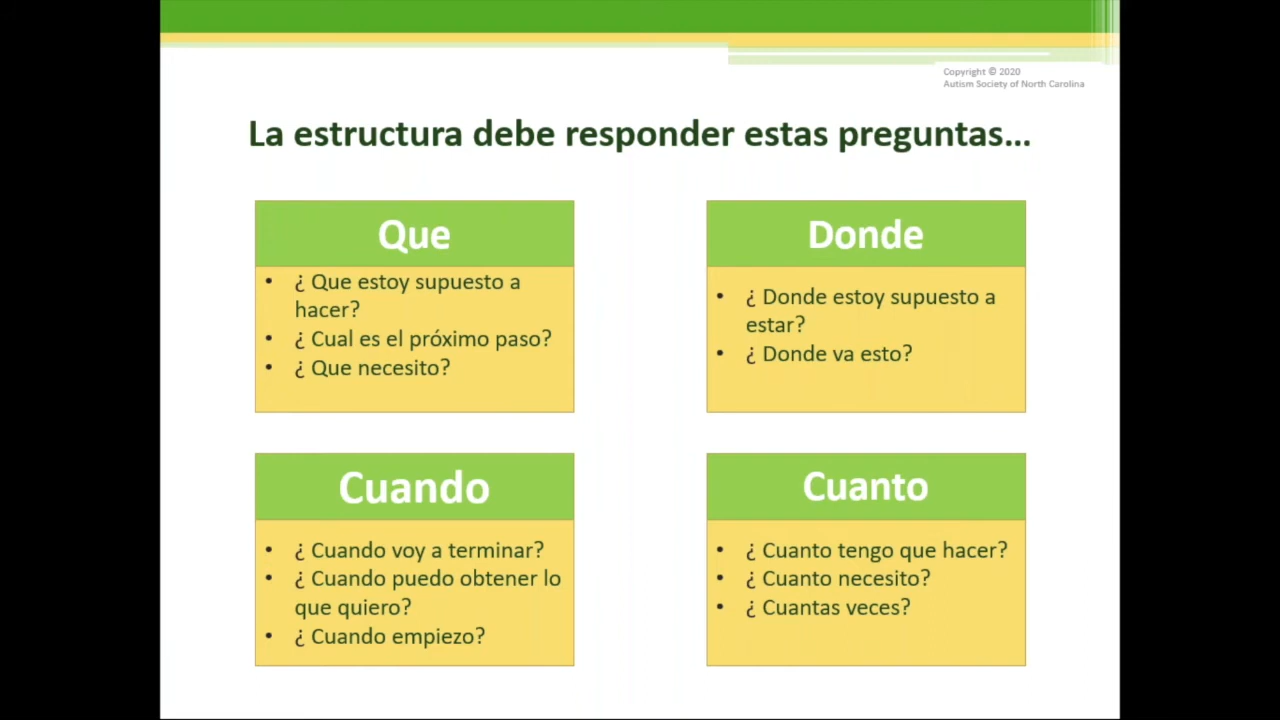 Copyright © 2020
Autism Society of North Carolina
La estructura debe responder estas preguntas...
Que
• ¿ Que estoy supuesto a
hacer?
• ¿ Cual es el próximo paso?
• ¿ Que necesito?
Donde
• ¿ Donde estoy supuesto a
estar?
• ¿ Donde va esto?
Cuando
• ¿ Cuando voy a terminar?
• ¿ Cuando puedo obtener lo
que quiero?
• ¿ Cuando empiezo?
Cuanto
• ¿ Cuanto tengo que hacer?
• ¿ Cuanto necesito?
• ¿ Cuantas veces?